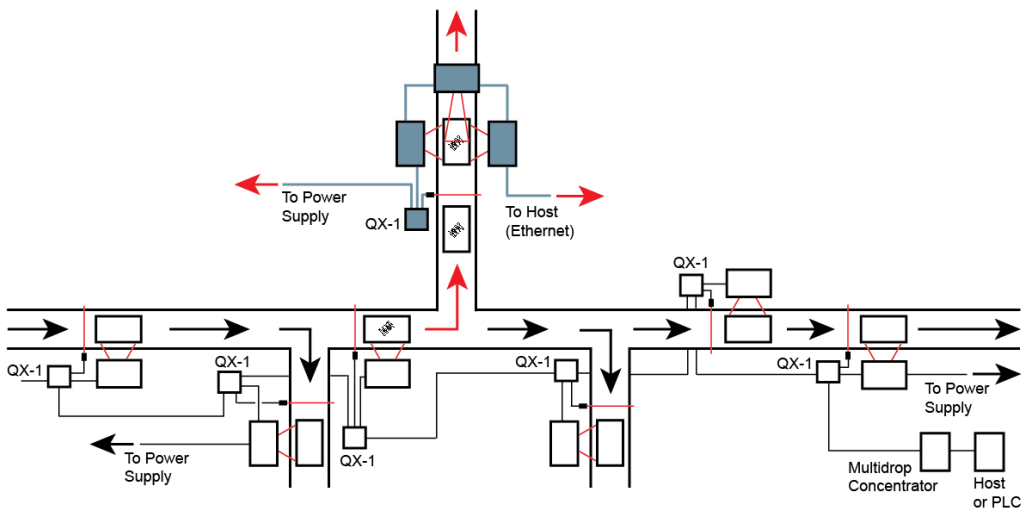 To Power
Supply
QX-1
To Host
(Ethernet)
QX-1
QX-1
QX-1
QX-1
QX-1
QX-1
To Power
Supply
To Power
Supply
QX-1
Multidrop
Concentrator
Host
or PLC